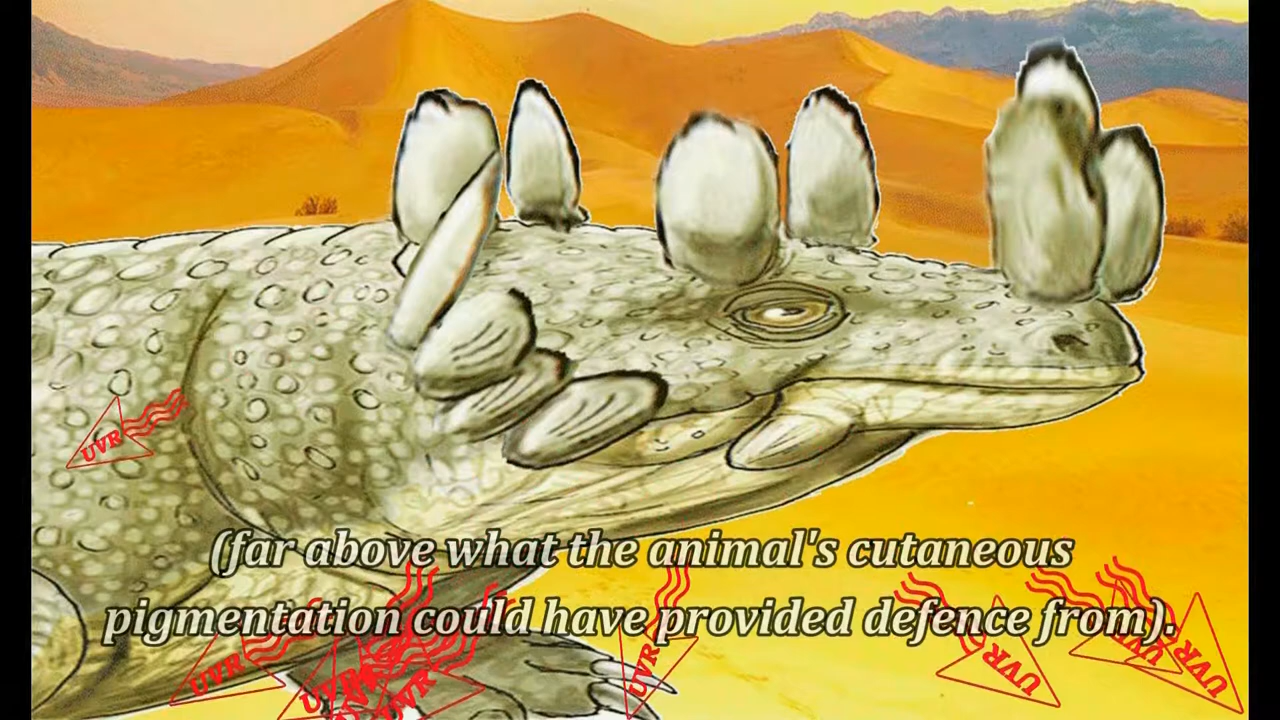 UVR
(far above what the animal's cutaneous
pigmentation could have provided defence from).
UVR
UVR
UVR
UVR
UVR
UVR
UVR